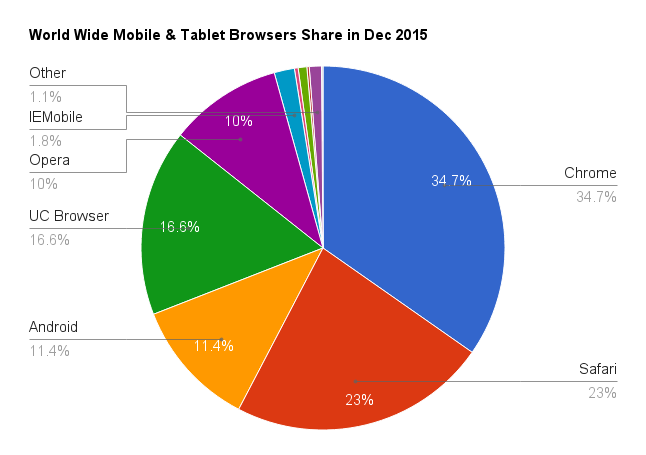 World Wide Mobile & Tablet Browsers Share in Dec 2015
Other
1.1%
IEMobile
1.8%
Opera
10%
UC Browser
16.6%
Android
11.4%
Chrome
34.7%
Safari
23%
10%
34.7%
16.6%
11.4%
23%